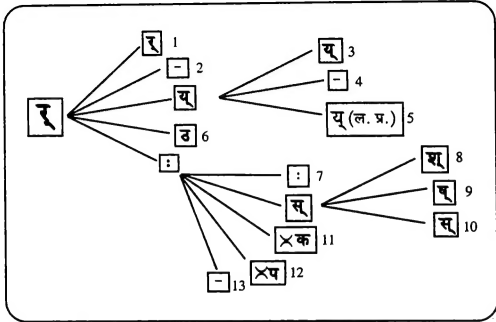 र् 1
- 2
य्
य् 3
- 4
य् (ल. प्र.) 5
रू
उ 6
:
: 7
स्
श् 8
ष् 9
स् 10
≍क 11
≍प 12
- 13